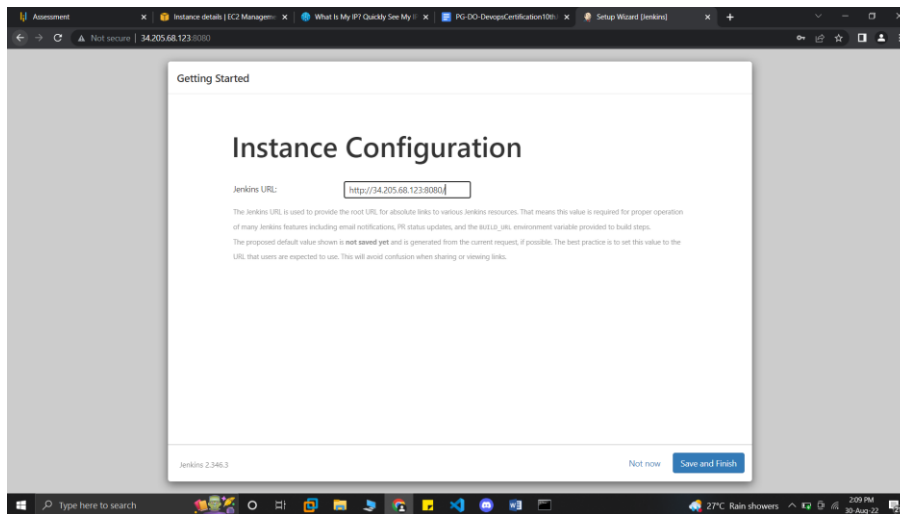 Assessment
Instance details | EC2 Managem
What Is My IP? Quickly See My I
PG-DO-DevopsCertification10th
Setup Wizard [Jenkins]
Not secure | 34.205.68.123:8080
Getting Started
Instance Configuration
Jenkins URL: http://34.205.68.123:8080/
The Jenkins URL is used to provide the root URL for absolute links to various Jenkins resources. That means this value is required for proper operation
of many Jenkins features including email notifications, PR status updates, and the BUILD_URL environment variable provided to build steps.
The proposed default value shown is not saved yet and is generated from the current request, if possible. The best practice is to set this value to the
URL that users are expected to use. This will avoid confusion when sharing or viewing links.
Jenkins 2.346.3
Not now
Save and Finish
Type here to search
27°C Rain showers
2:09 PM
30-Aug-22